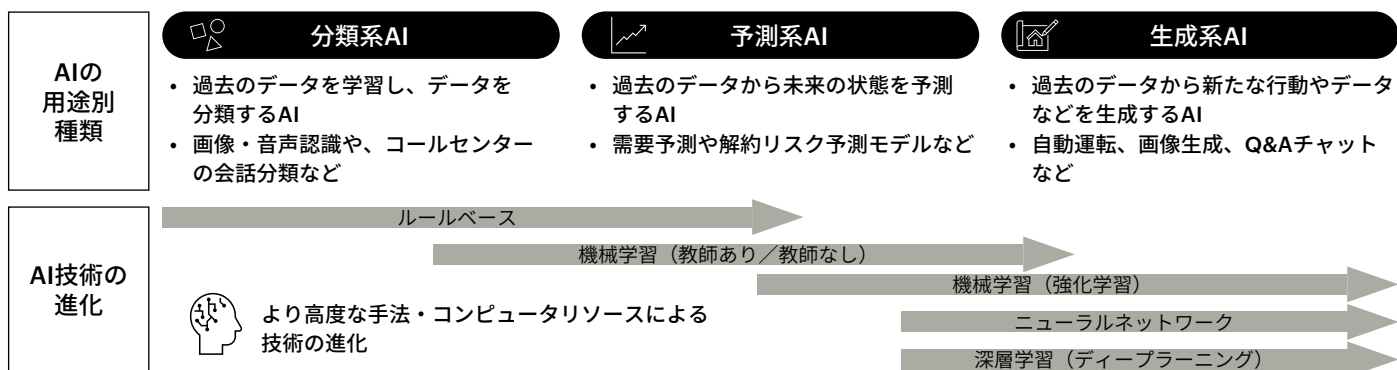 AIの
用途別
種類
分類系AI
• 過去のデータを学習し、データを
分類するAI
• 画像・音声認識や、コールセンター
の会話分類など
予測系AI
• 過去のデータから未来の状態を予測
するAI
• 需要予測や解約リスク予測モデルなど
生成系AI
• 過去のデータから新たな行動やデータ
などを生成するAI
• 自動運転、画像生成、Q&Aチャット
など
AI技術の
進化
ルールベース
機械学習（教師あり／教師なし）
機械学習（強化学習）
ニューラルネットワーク
深層学習（ディープラーニング）
より高度な手法・コンピュータリソースによる
技術の進化